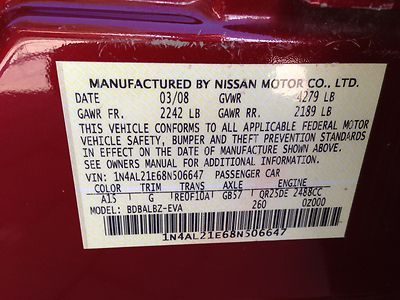 MANUFACTURED BY NISSAN MOTOR CO., LTD.
DATE 03/08 GVWR 4279 LB
GAWR FR. 2242 LB GAWR RR. 2189 LB
THIS VEHICLE CONFORMS TO ALL APPLICABLE FEDERAL MOTOR
VEHICLE SAFETY, BUMPER AND THEFT PREVENTION STANDARDS
IN EFFECT ON THE DATE OF MANUFACTURE SHOWN ABOVE.
SEE OWNERS MANUAL FOR ADDITIONAL INFORMATION.
VIN: 1N4AL21E68N506647 PASSENGER CAR
COLOR TRIM TRANS AXLE ENGINE
A15 G RE0F10A GB57 QR25DE 2488CC
MODEL: BDBALBZ-EVA 260 0Z000
1N4AL21E68N506647